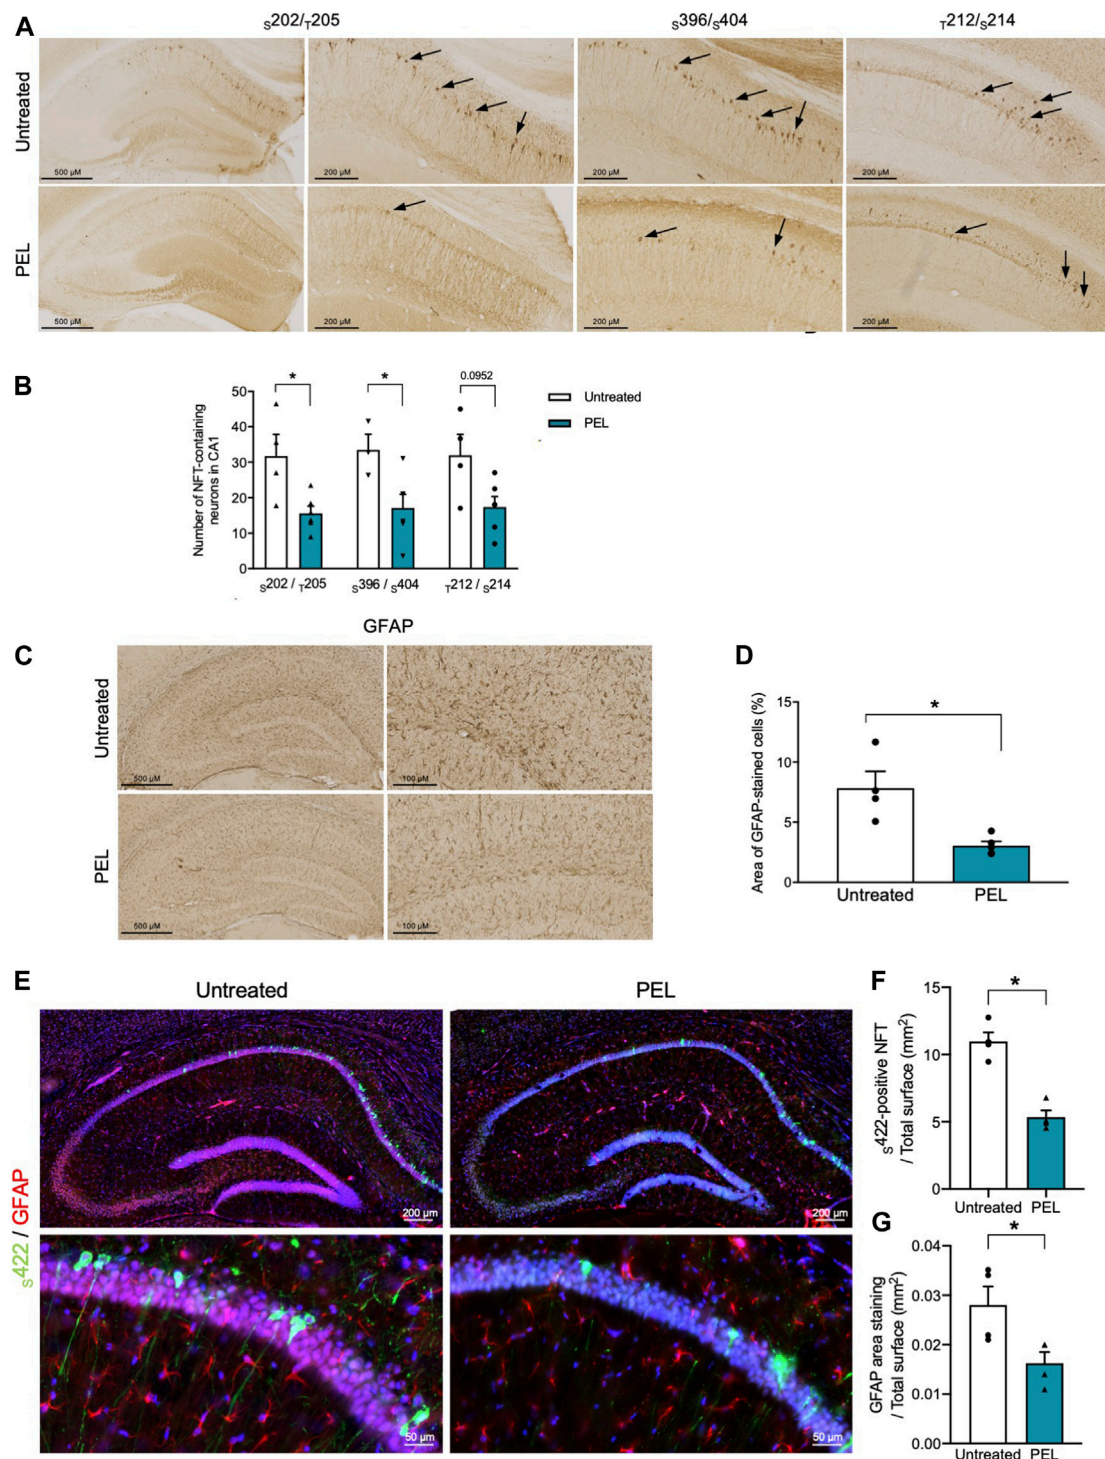 A
S202/T205
S396/S404
T212/S214
Untreated
500 µM
200 µM
200 µM
200 µM
PEL
500 µM
200 µM
200 µM
200 µM
B
Number of NFT-containing
neurons in CA1
50
40
30
20
10
0
*
*
0.0952
Untreated
PEL
S202 / T205
S396 / S404
T212 / S214
C
GFAP
Untreated
500 µM
100 µM
PEL
500 µM
100 µM
D
Area of GFAP-stained cells (%)
15
10
5
0
*
Untreated
PEL
E
Untreated
PEL
S422 / GFAP
200 µm
200 µm
50 µm
50 µm
F
S422-positive NFT
/ Total surface (mm2)
15
10
5
0
*
Untreated
PEL
G
GFAP area staining
/ Total surface (mm2)
0.04
0.03
0.02
0.01
0.00
*
Untreated
PEL